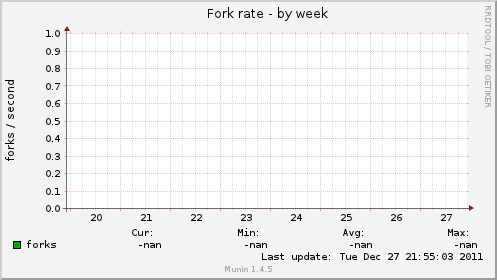 Fork rate - by week
RRDTOOL / TOBI OETIKER
forks / second
1.0
0.9
0.8
0.7
0.6
0.5
0.4
0.3
0.2
0.1
0.0
20 21 22 23 24 25 26 27
Cur: Min: Avg: Max:
forks -nan -nan -nan -nan
Last update: Tue Dec 27 21:55:03 2011
Munin 1.4.5